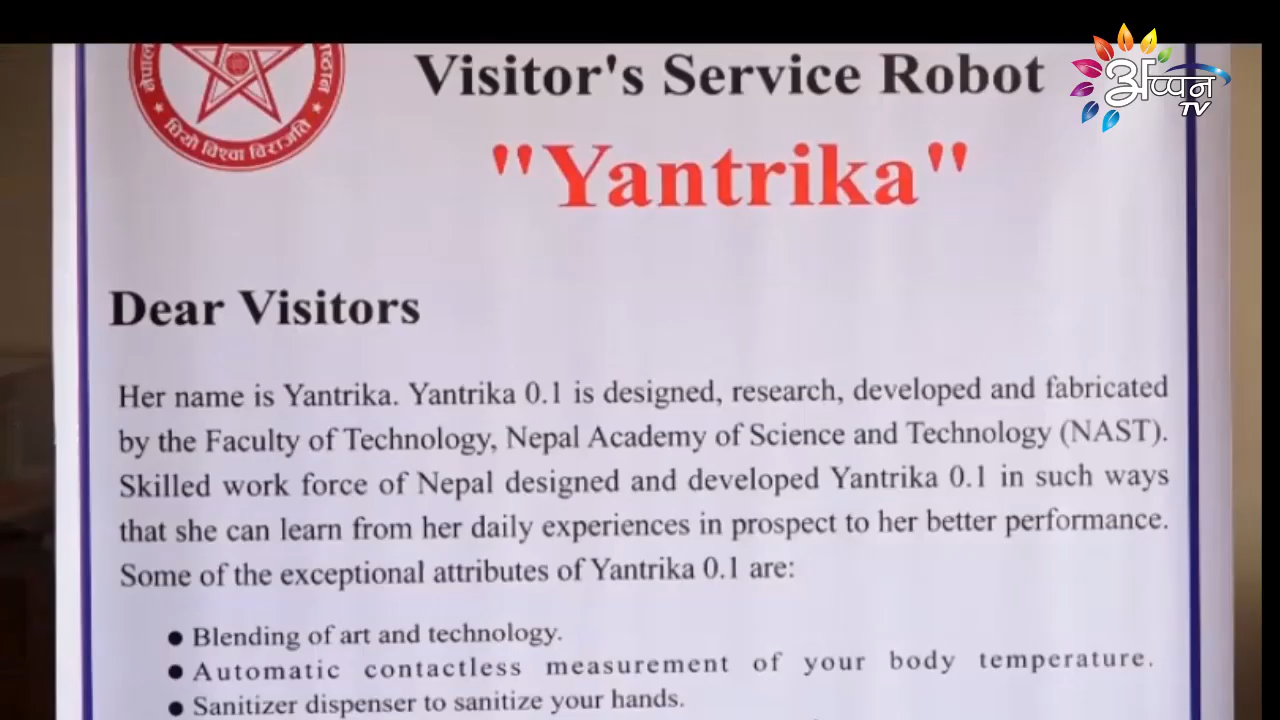 नेपाल
ष्ठान
धियो विश्वा विराजति
Visitor's Service Robot
"Yantrika"
अप्पन
TV
Dear Visitors
Her name is Yantrika. Yantrika 0.1 is designed, research, developed and fabricated
by the Faculty of Technology, Nepal Academy of Science and Technology (NAST).
Skilled work force of Nepal designed and developed Yantrika 0.1 in such ways
that she can learn from her daily experiences in prospect to her better performance.
Some of the exceptional attributes of Yantrika 0.1 are:
● Blending of art and technology.
● Automatic contactless measurement of your body temperature.
● Sanitizer dispenser to sanitize your hands.